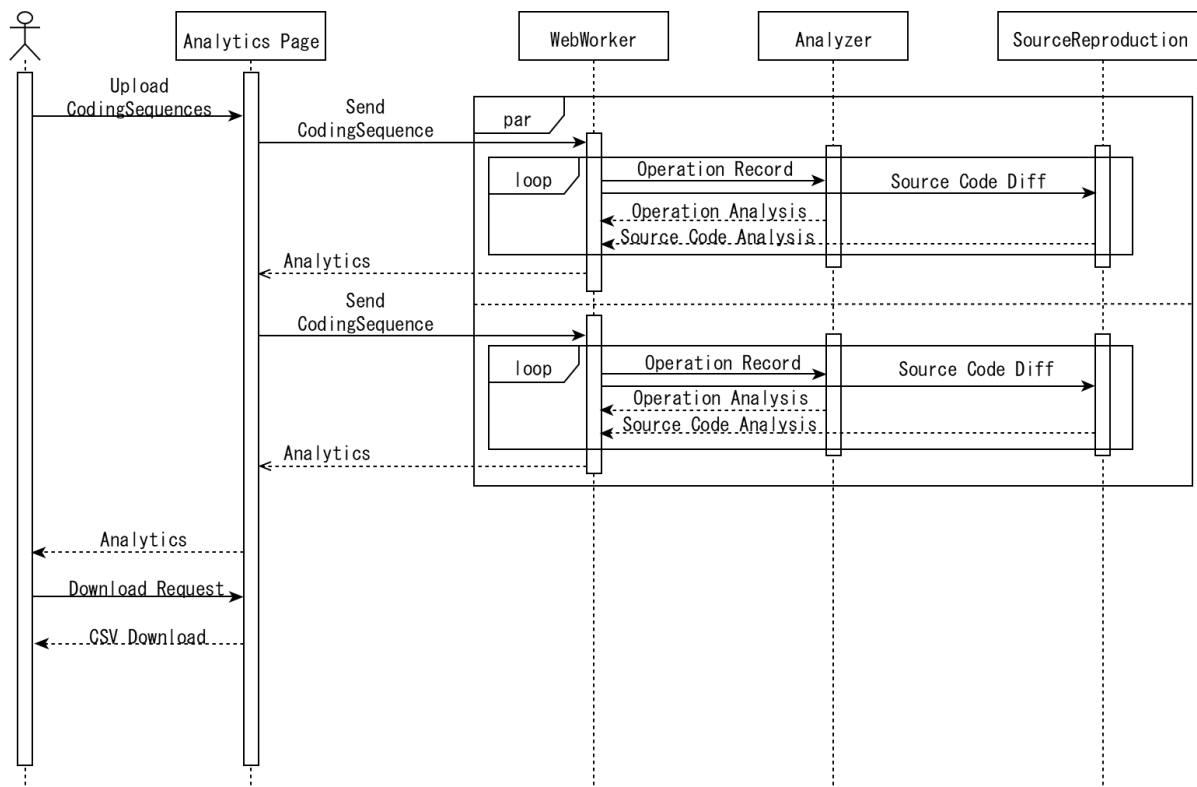 Analytics Page
WebWorker
Analyzer
SourceReproduction
Upload
CodingSequences
Send
CodingSequence
par
loop
Operation Record
Source Code Diff
Operation Analysis
Source Code Analysis
Analytics
Send
CodingSequence
loop
Operation Record
Source Code Diff
Operation Analysis
Source Code Analysis
Analytics
Analytics
Download Request
CSV Download